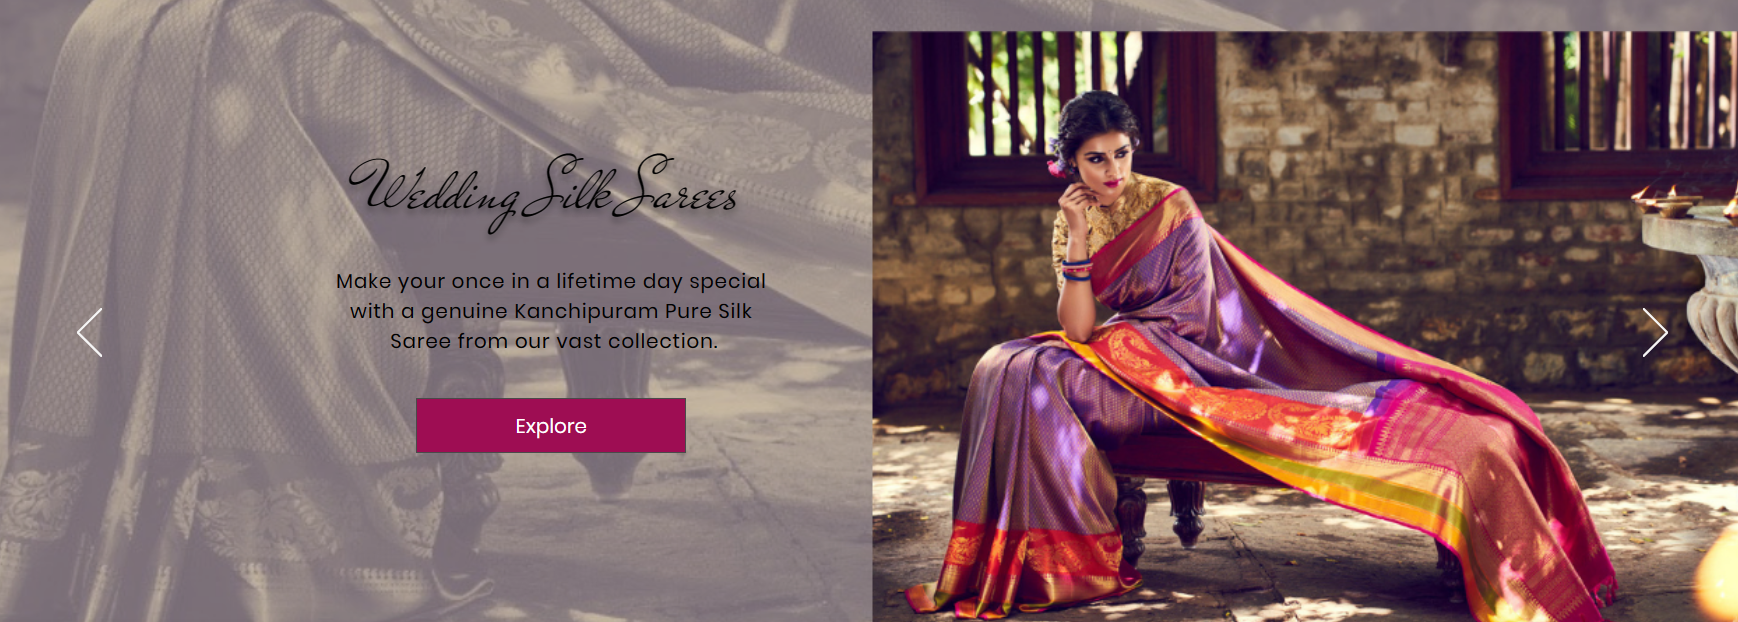 Wedding Silk Sarees
Make your once in a lifetime day special
with a genuine Kanchipuram Pure Silk
Saree from our vast collection.
Explore